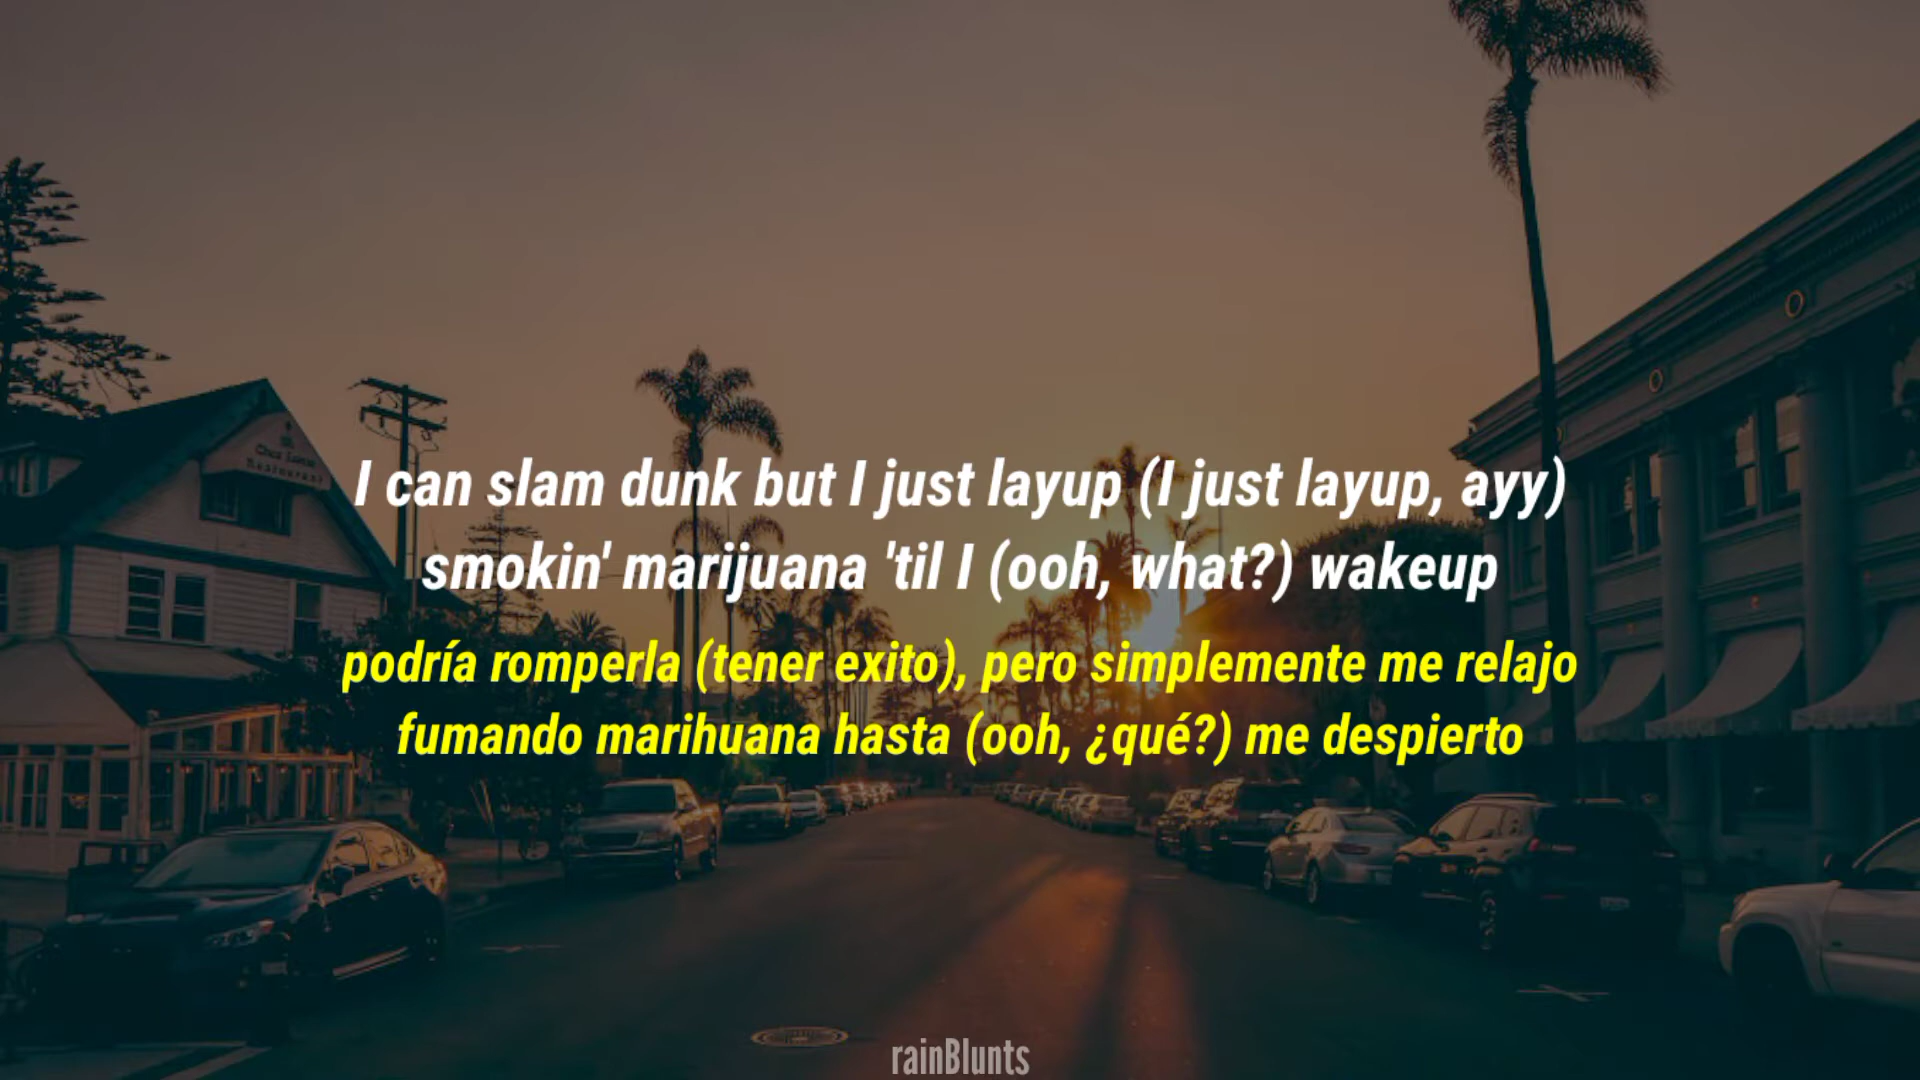 I can slam dunk but I just layup (I just layup, ayy)
smokin' marijuana 'til I (ooh, what?) wakeup
podría romperla (tener exito), pero simplemente me relajo
fumando marihuana hasta (ooh, ¿qué?) me despierto
rainBlunts